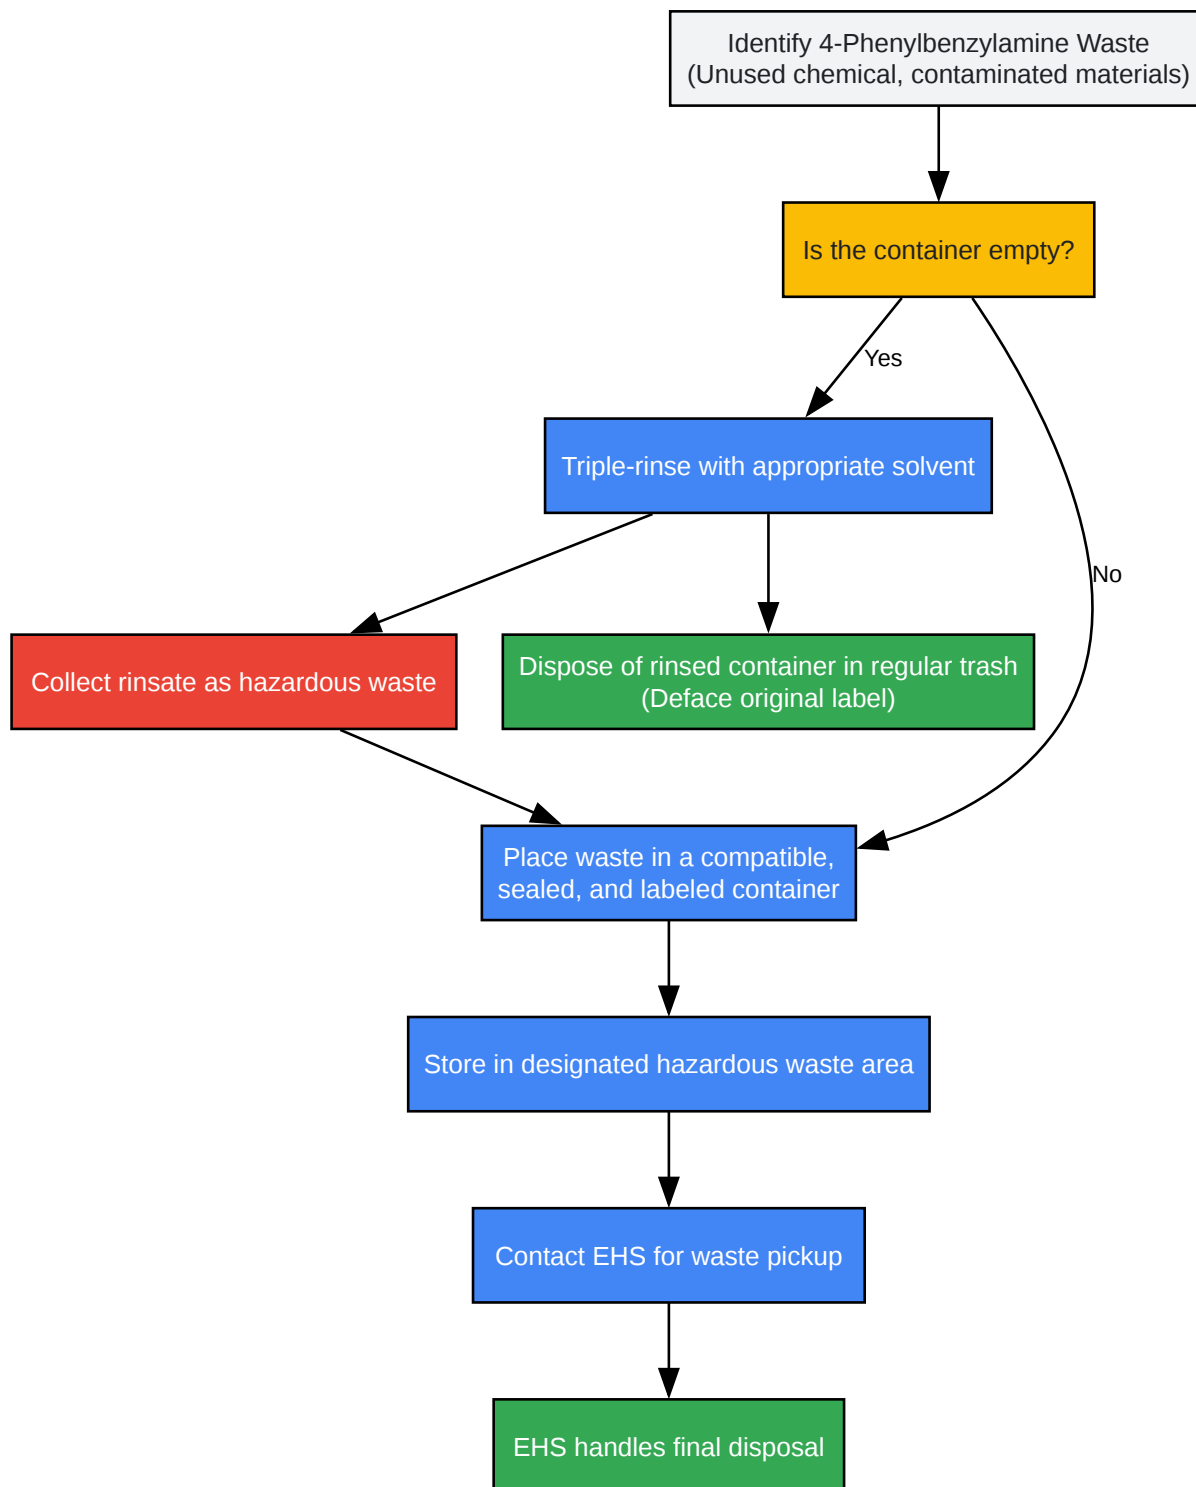 Identify 4-Phenylbenzylamine Waste
(Unused chemical, contaminated materials)
Is the container empty?
Yes
Triple-rinse with appropriate solvent
No
Collect rinsate as hazardous waste
Dispose of rinsed container in regular trash
(Deface original label)
Place waste in a compatible,
sealed, and labeled container
Store in designated hazardous waste area
Contact EHS for waste pickup
EHS handles final disposal